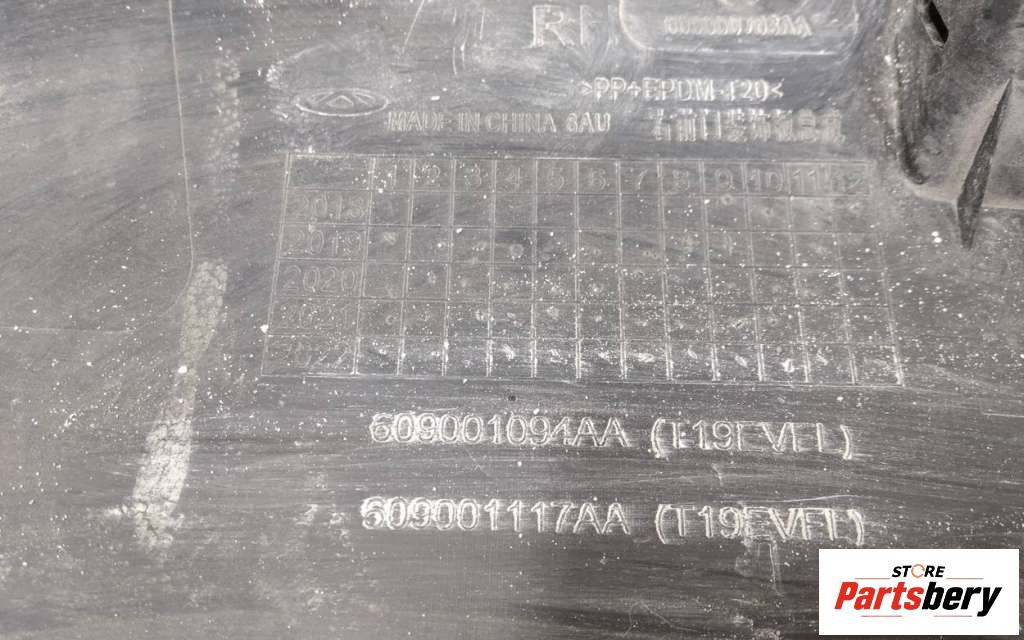 >PP+EPDM-T20<
MADE IN CHINA 6AU
1 2 3 4 5 6 7 8 9 10 11 12
2018
2019
2020
2021
2022
609001094AA (T19EVFL)
609001117AA (T19EVFL)
STORE
Partsbery